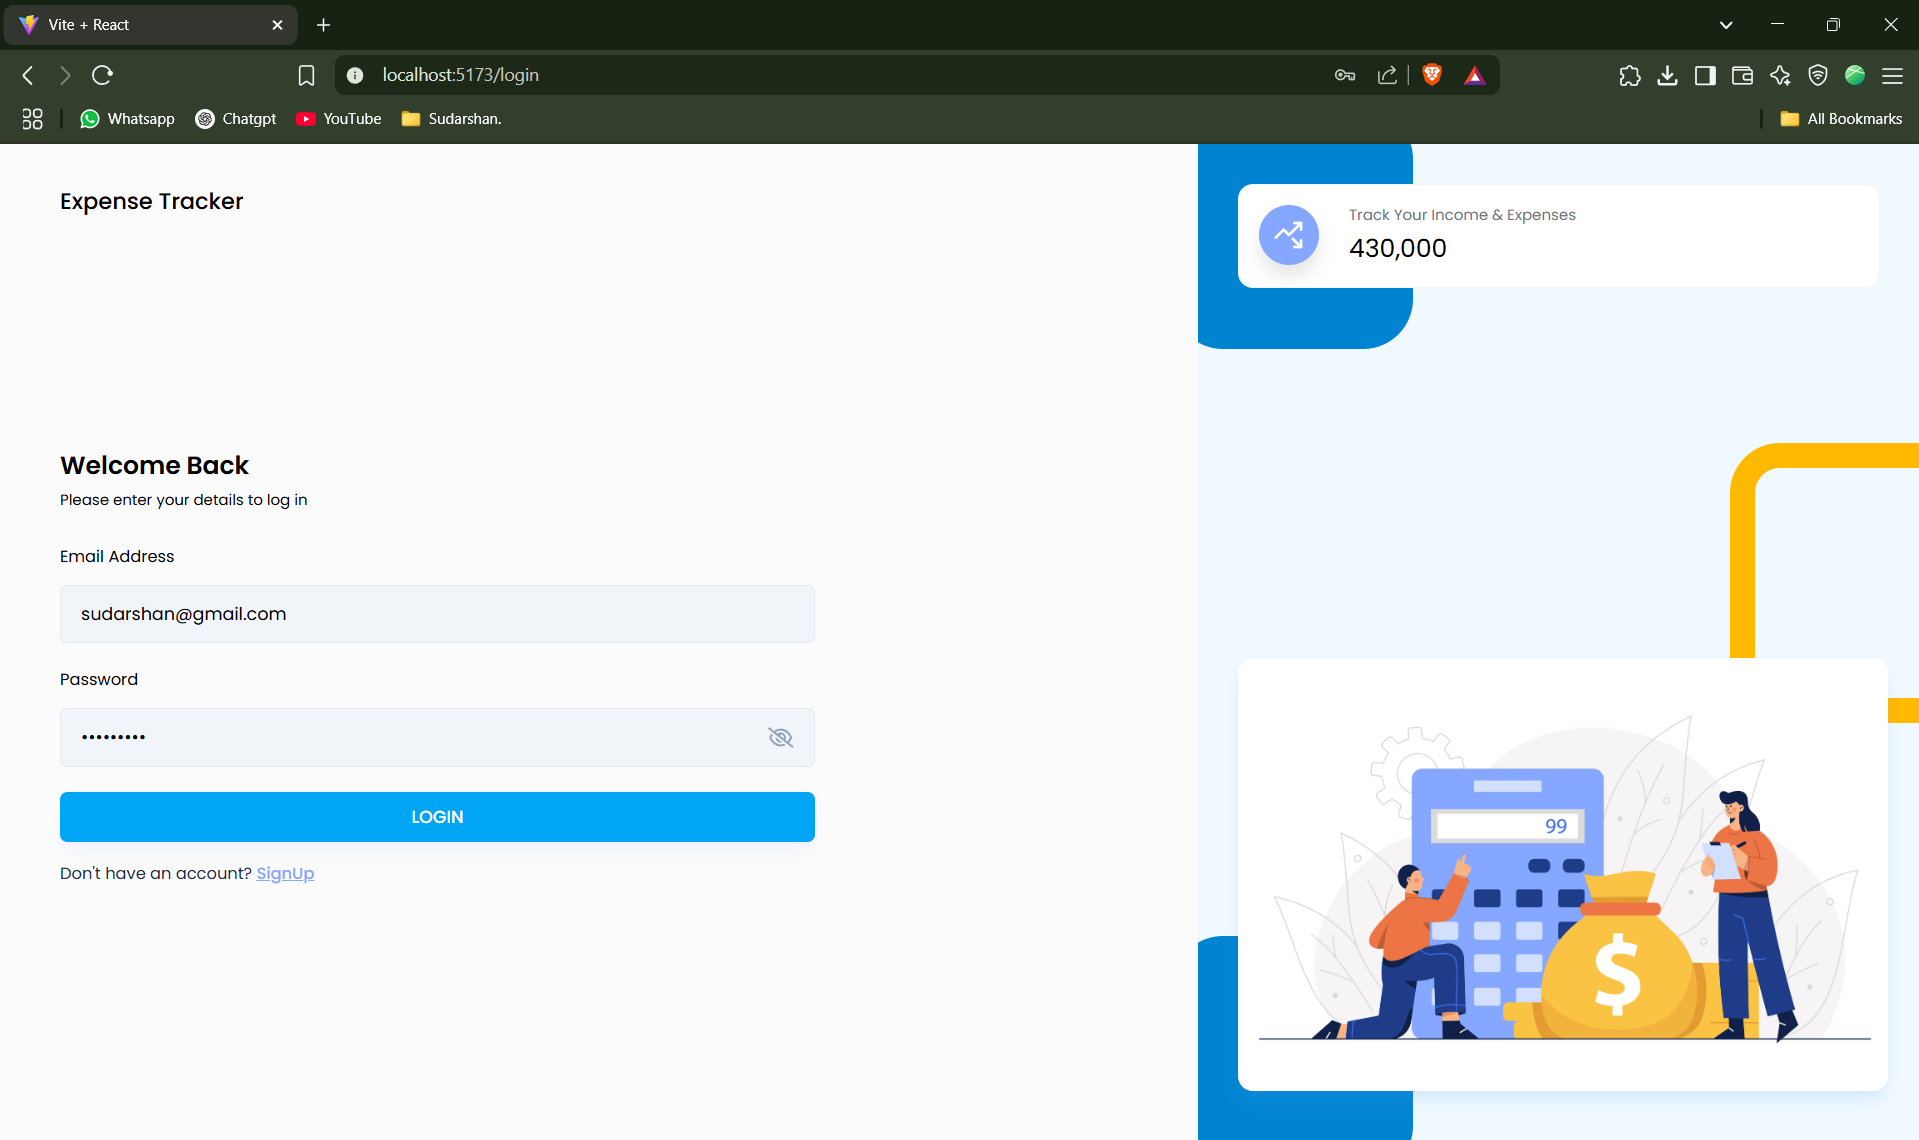 Vite + React
localhost:5173/login
Whatsapp
Chatgpt
YouTube
Sudarshan.
All Bookmarks
Expense Tracker
Welcome Back
Please enter your details to log in
Email Address
sudarshan@gmail.com
Password
•••••••••
LOGIN
Don't have an account? SignUp
Track Your Income & Expenses
430,000
99
$